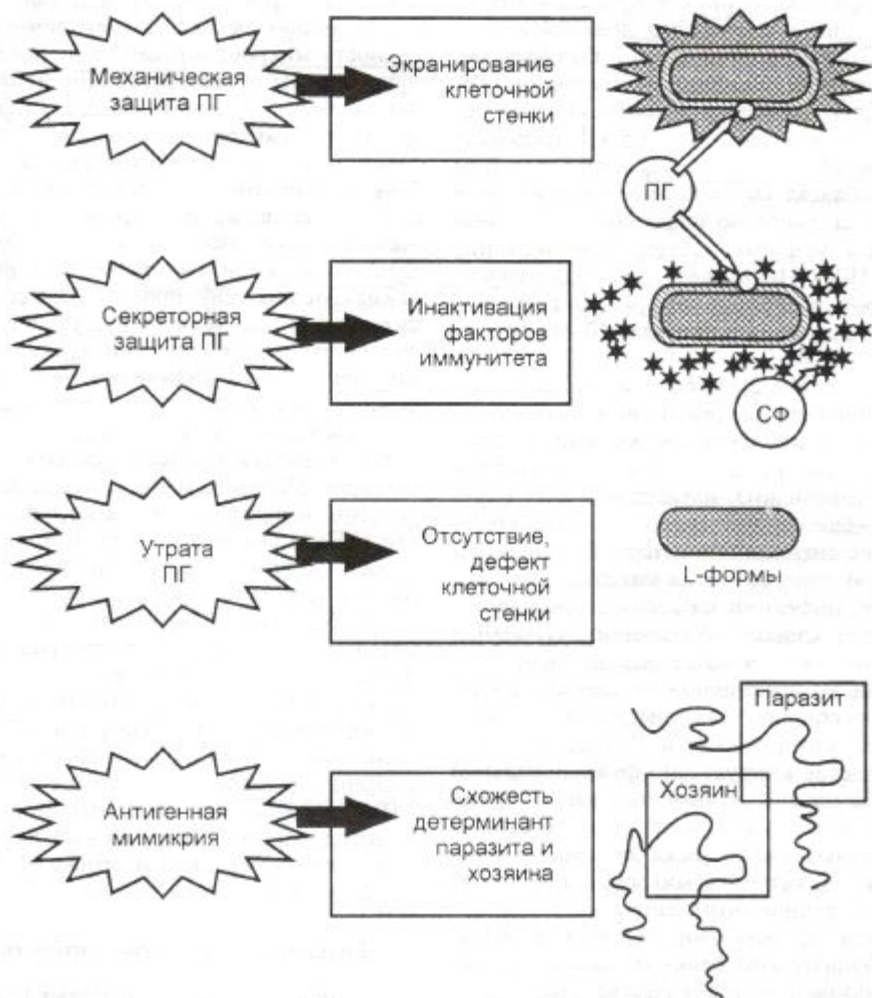 Механическая
защита ПГ
Экранирование
клеточной
стенки
ПГ
Секреторная
защита ПГ
Инактивация
факторов
иммунитета
СФ
Утрата
ПГ
Отсутствие,
дефект
клеточной
стенки
L-формы
Антигенная
мимикрия
Схожесть
детерминант
паразита и
хозяина
Паразит
Хозяин